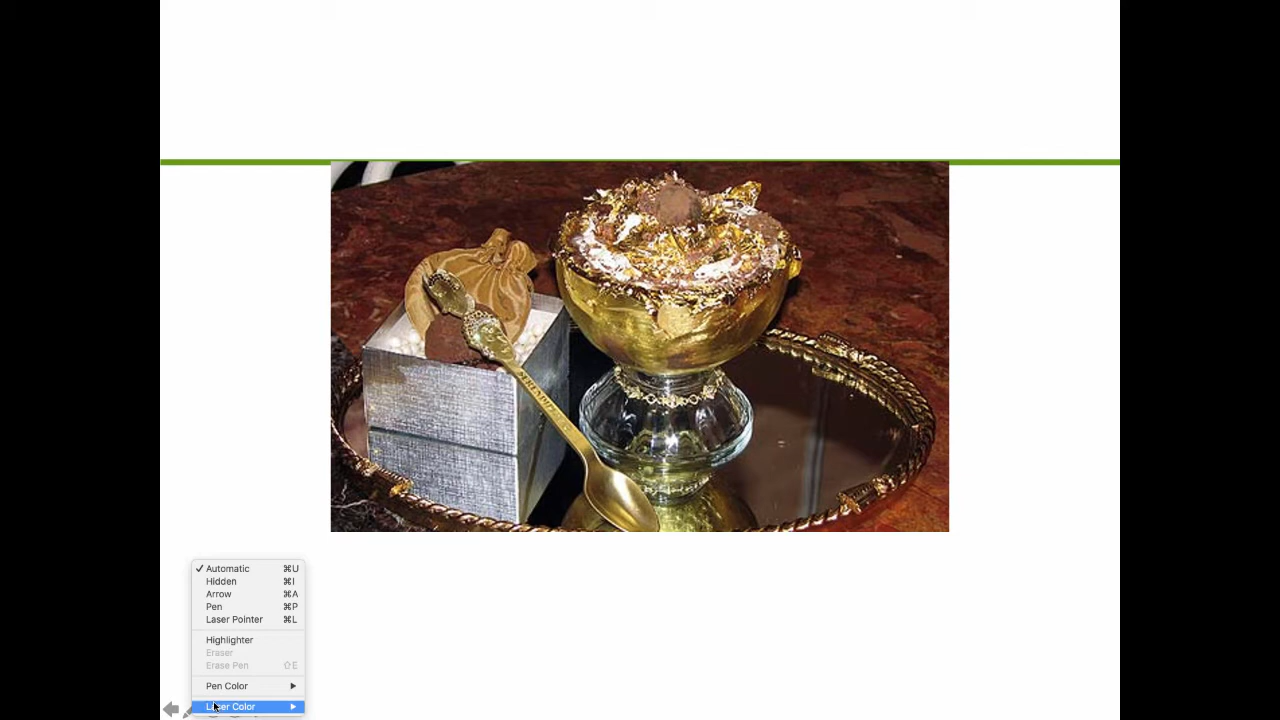 ✓ Automatic ⌘U
Hidden ⌘I
Arrow ⌘A
Pen ⌘P
Laser Pointer ⌘L
Highlighter
Eraser
Erase Pen ⇧E
Pen Color ▶
Laser Color ▶